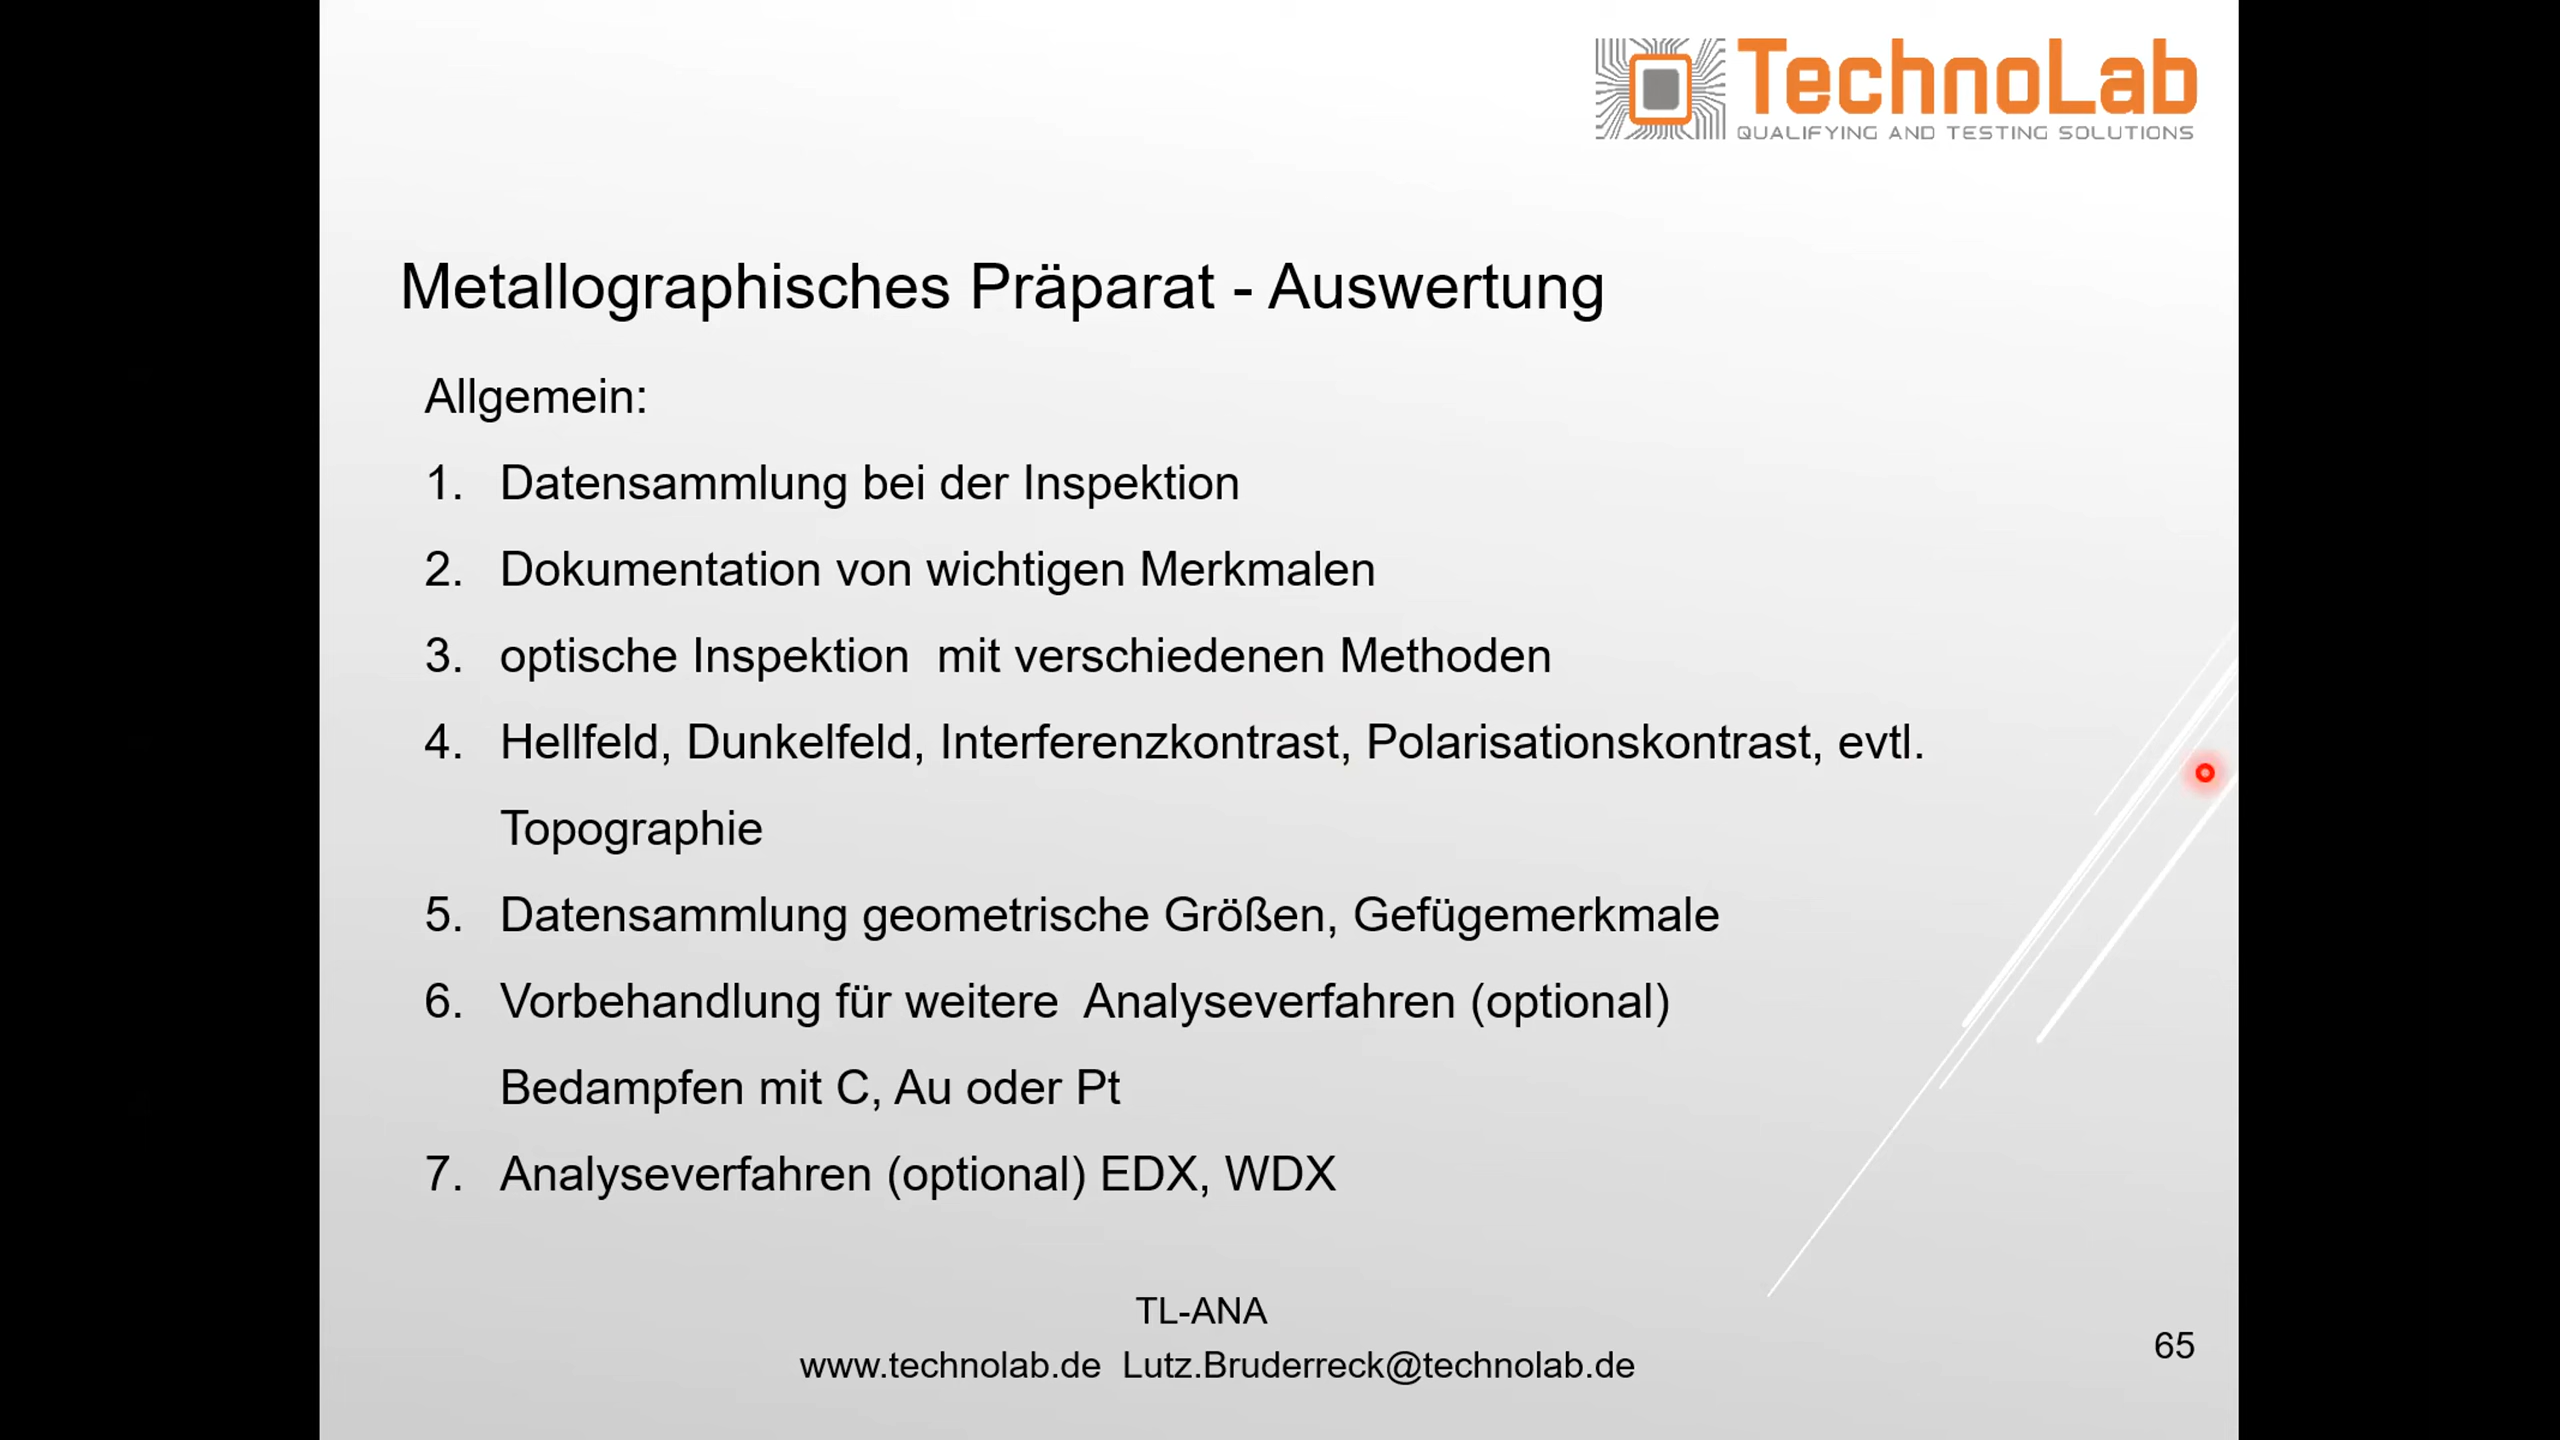 TechnoLab
QUALIFYING AND TESTING SOLUTIONS
Metallographisches Präparat - Auswertung
Allgemein:
1. Datensammlung bei der Inspektion
2. Dokumentation von wichtigen Merkmalen
3. optische Inspektion  mit verschiedenen Methoden
4. Hellfeld, Dunkelfeld, Interferenzkontrast, Polarisationskontrast, evtl.
Topographie
5. Datensammlung geometrische Größen, Gefügemerkmale
6. Vorbehandlung für weitere  Analyseverfahren (optional)
Bedampfen mit C, Au oder Pt
7. Analyseverfahren (optional) EDX, WDX
TL-ANA
www.technolab.de  Lutz.Bruderreck@technolab.de
65